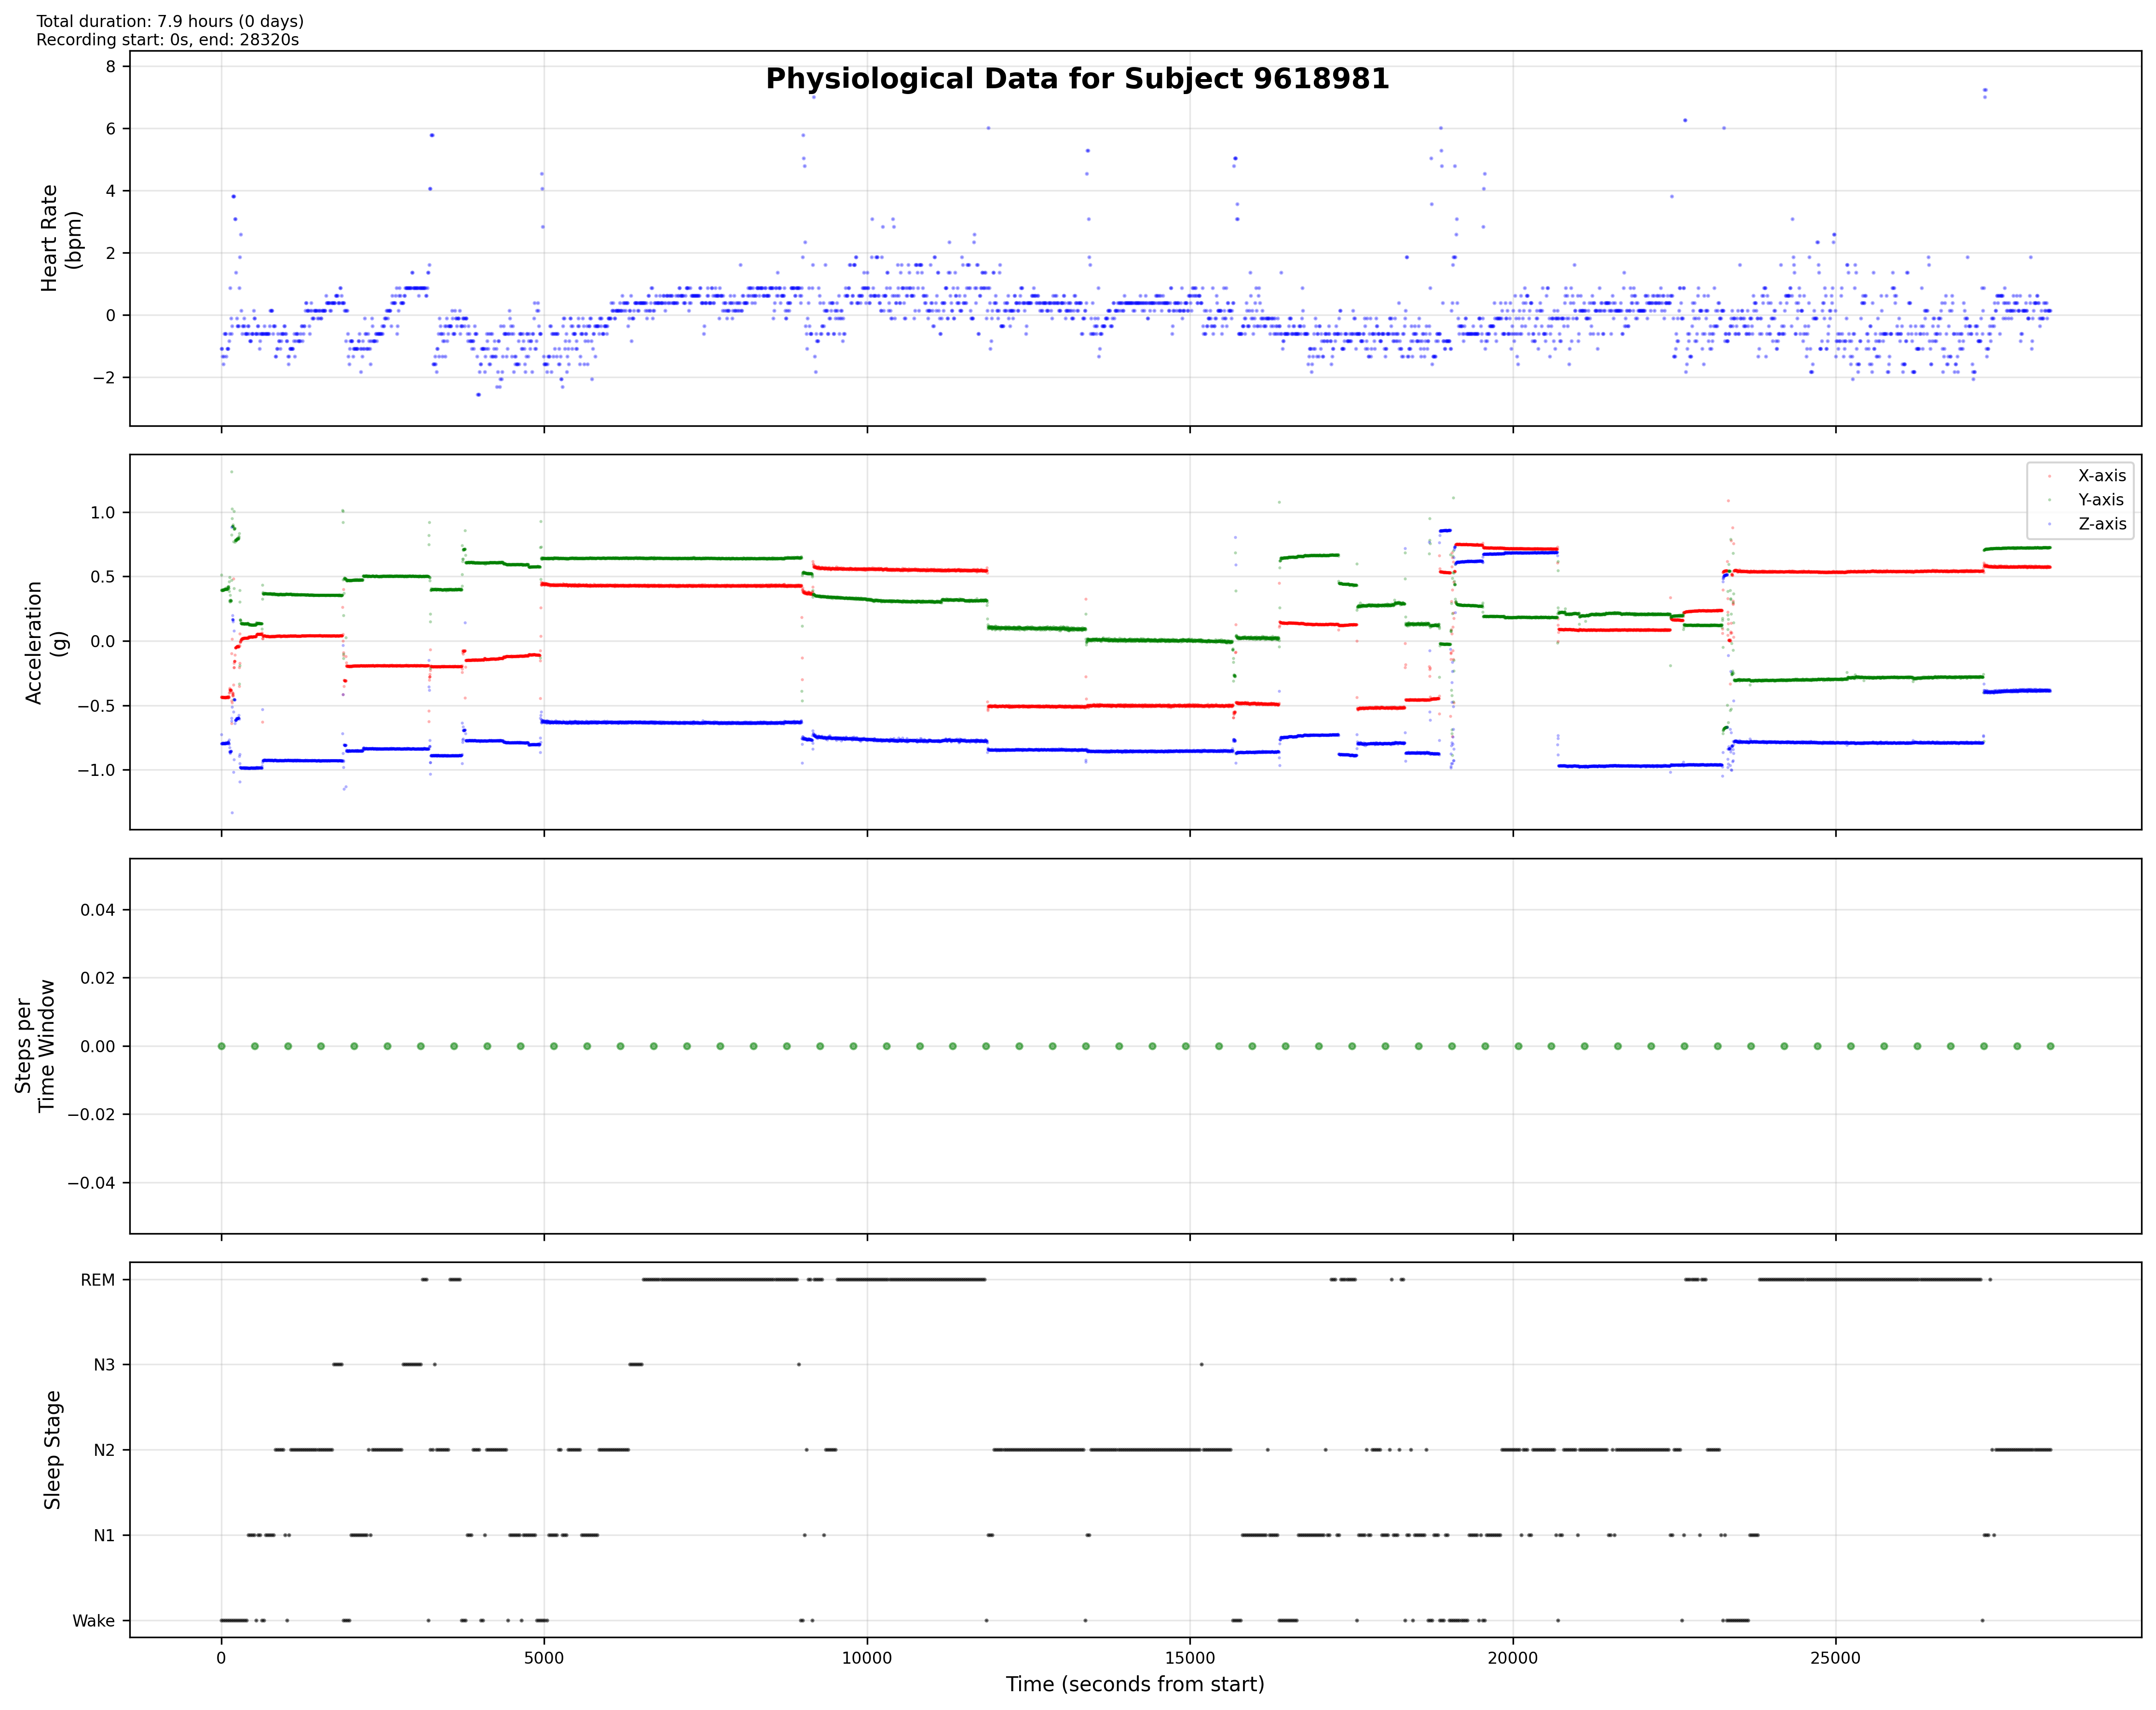 Total duration: 7.9 hours (0 days)
Recording start: 0s, end: 28320s
Physiological Data for Subject 9618981
8
6
4
2
0
−2
Heart Rate
(bpm)
X-axis
Y-axis
Z-axis
1.0
0.5
0.0
−0.5
−1.0
Acceleration
(g)
0.04
0.02
0.00
−0.02
−0.04
Steps per
Time Window
REM
N3
N2
N1
Wake
Sleep Stage
0 5000 10000 15000 20000 25000
Time (seconds from start)